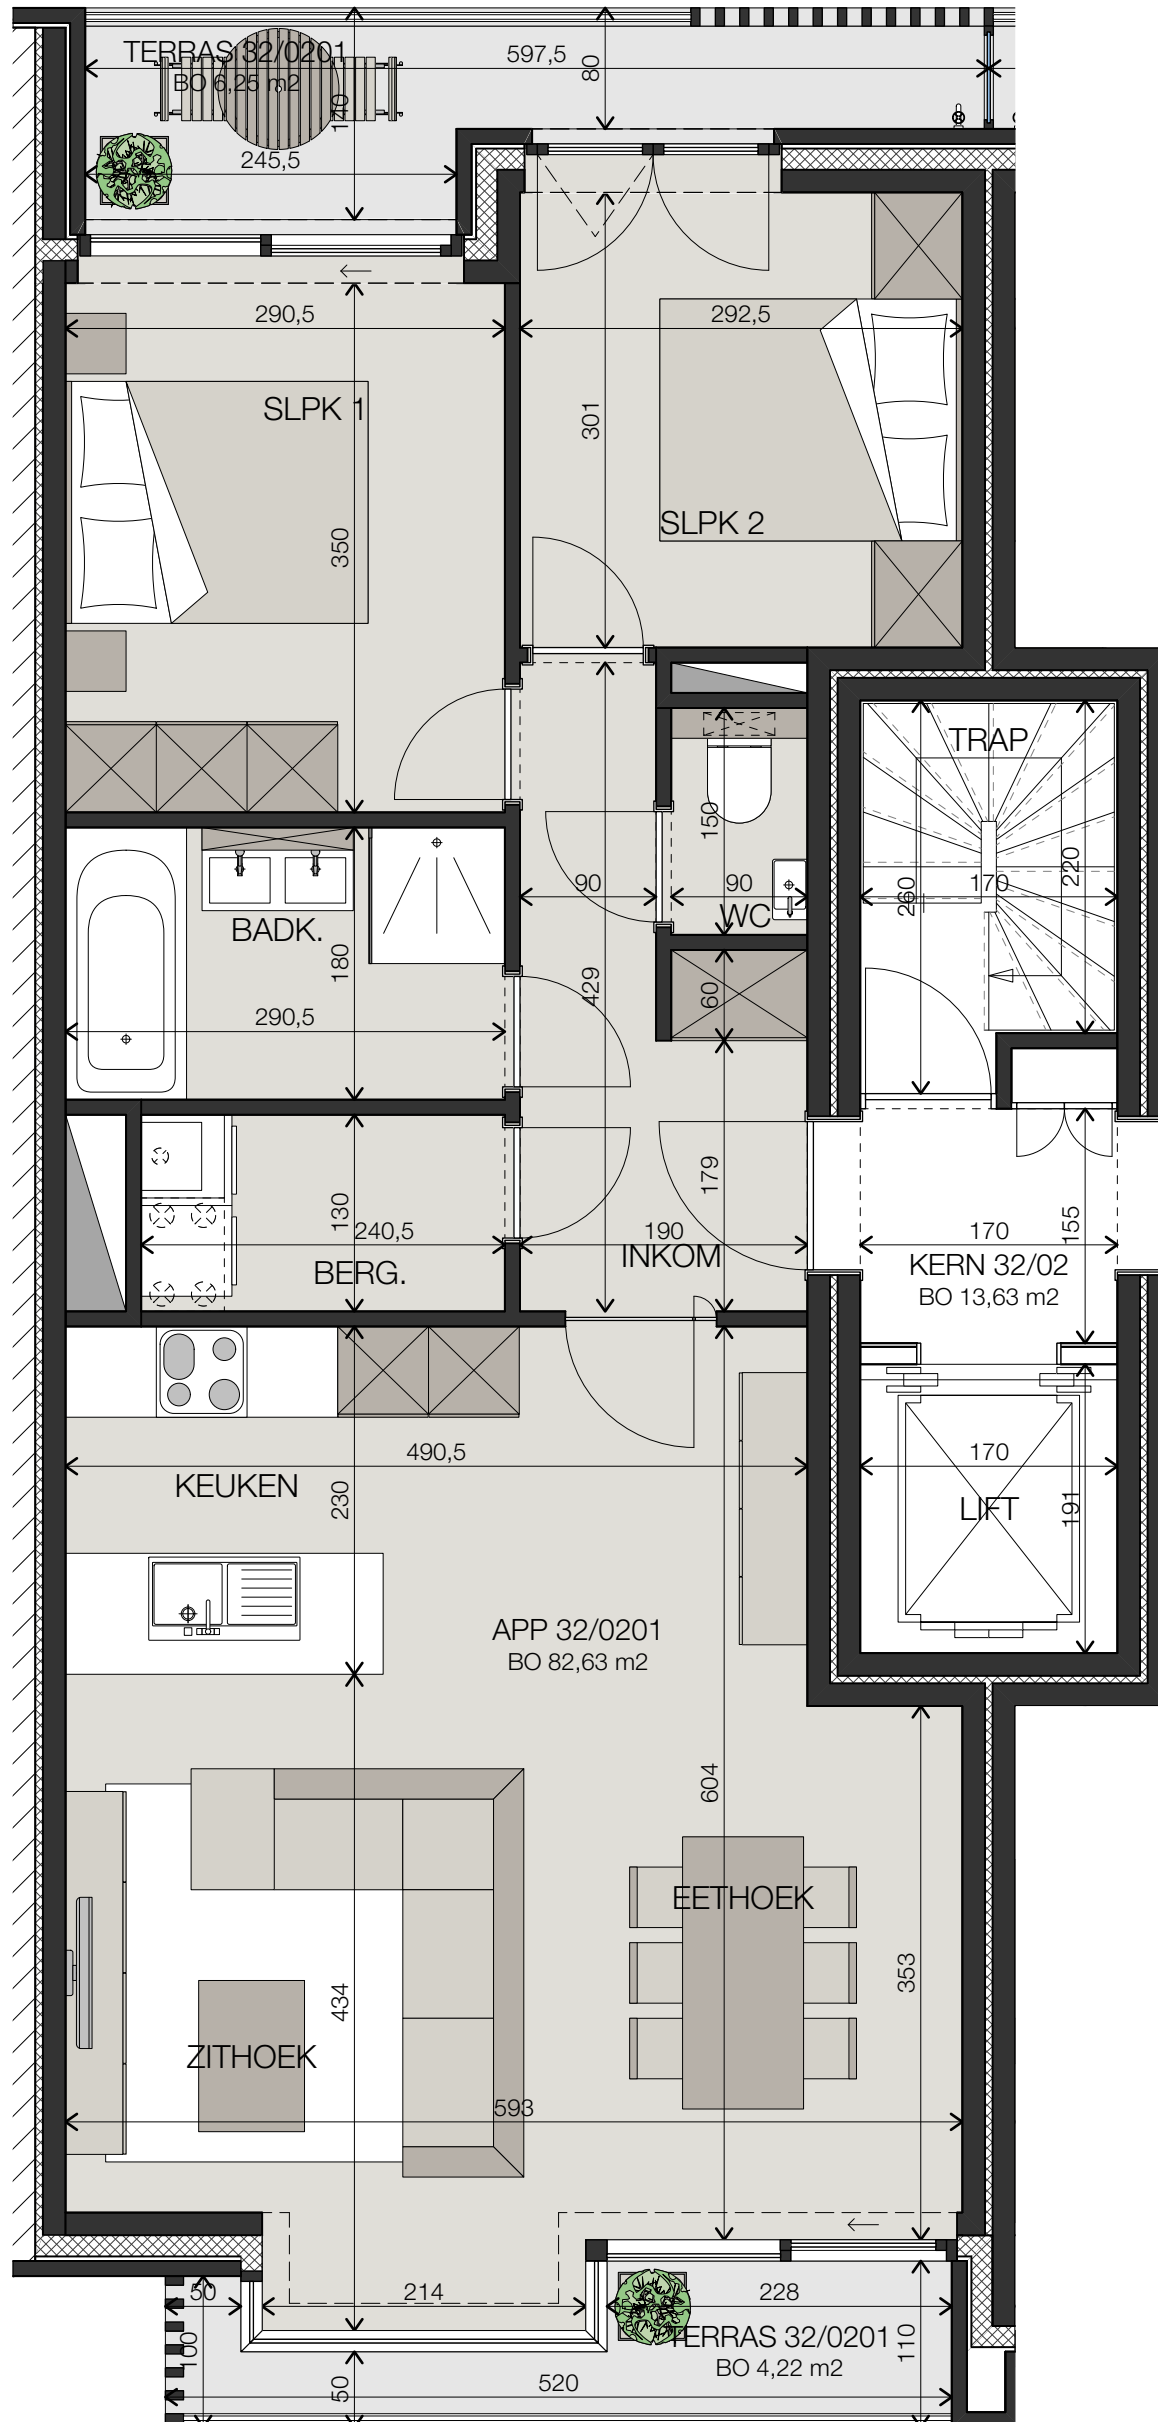 TERRAS 32/0201
BO 6,25 m2
597,5
80
140
245,5
290,5
292,5
SLPK 1
301
SLPK 2
350
TRAP
150
220
90
90
260
170
WC
BADK.
180
429
60
290,5
179
130
240,5
190
INKOM
155
170
BERG.
KERN 32/02
BO 13,63 m2
490,5
170
KEUKEN
230
LIFT
191
APP 32/0201
BO 82,63 m2
604
EETHOEK
353
434
ZITHOEK
593
50
214
228
100
TERRAS 32/0201
110
BO 4,22 m2
50
520